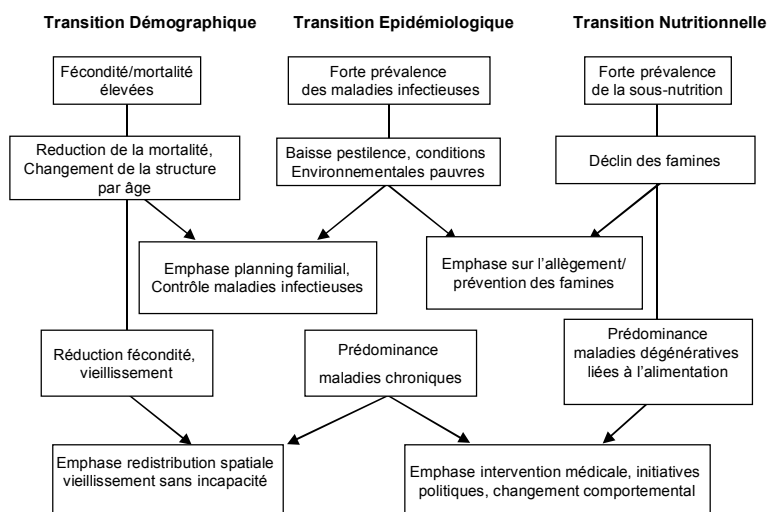 Transition Démographique
Transition Epidémiologique
Transition Nutritionnelle
Fécondité/mortalité
élevées
Forte prévalence
des maladies infectieuses
Forte prévalence
de la sous-nutrition
Reduction de la mortalité,
Changement de la structure
par âge
Baisse pestilence, conditions
Environnementales pauvres
Déclin des famines
Emphase planning familial,
Contrôle maladies infectieuses
Emphase sur l’allègement/
prévention des famines
Réduction fécondité,
vieillissement
Prédominance
maladies chroniques
Prédominance
maladies dégénératives
liées à l’alimentation
Emphase redistribution spatiale
vieillissement sans incapacité
Emphase intervention médicale, initiatives
politiques, changement comportemental